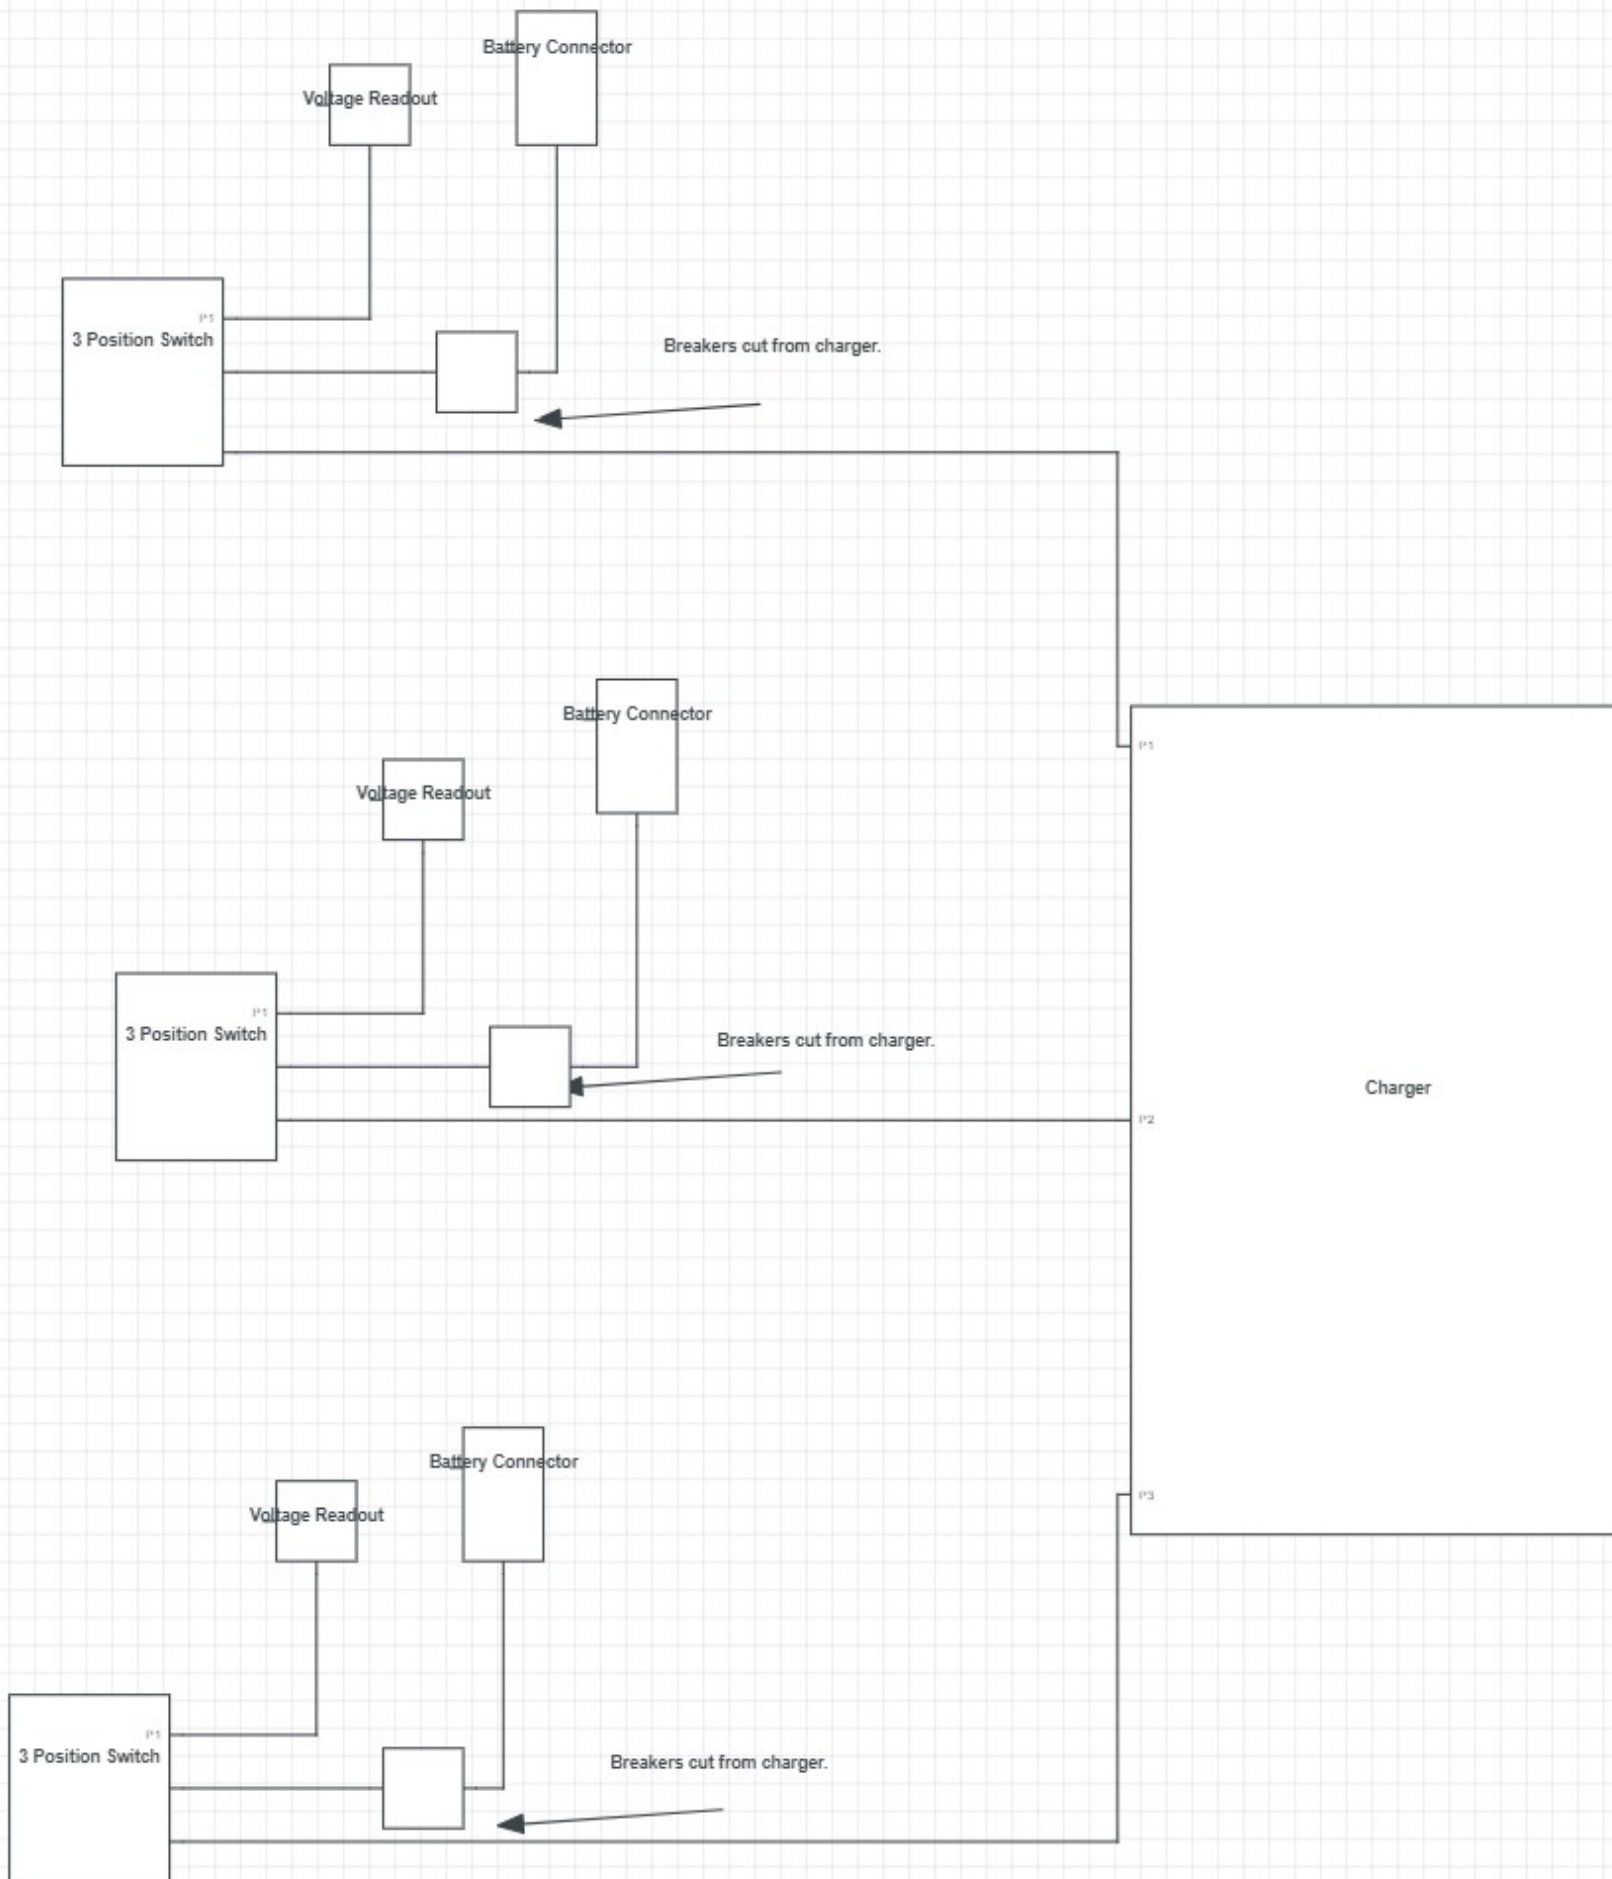 Battery Connector
Voltage Readout
P1
3 Position Switch
Breakers cut from charger.
Battery Connector
P1
Voltage Readout
P1
3 Position Switch
Breakers cut from charger.
Charger
P2
Battery Connector
P3
Voltage Readout
P1
3 Position Switch
Breakers cut from charger.